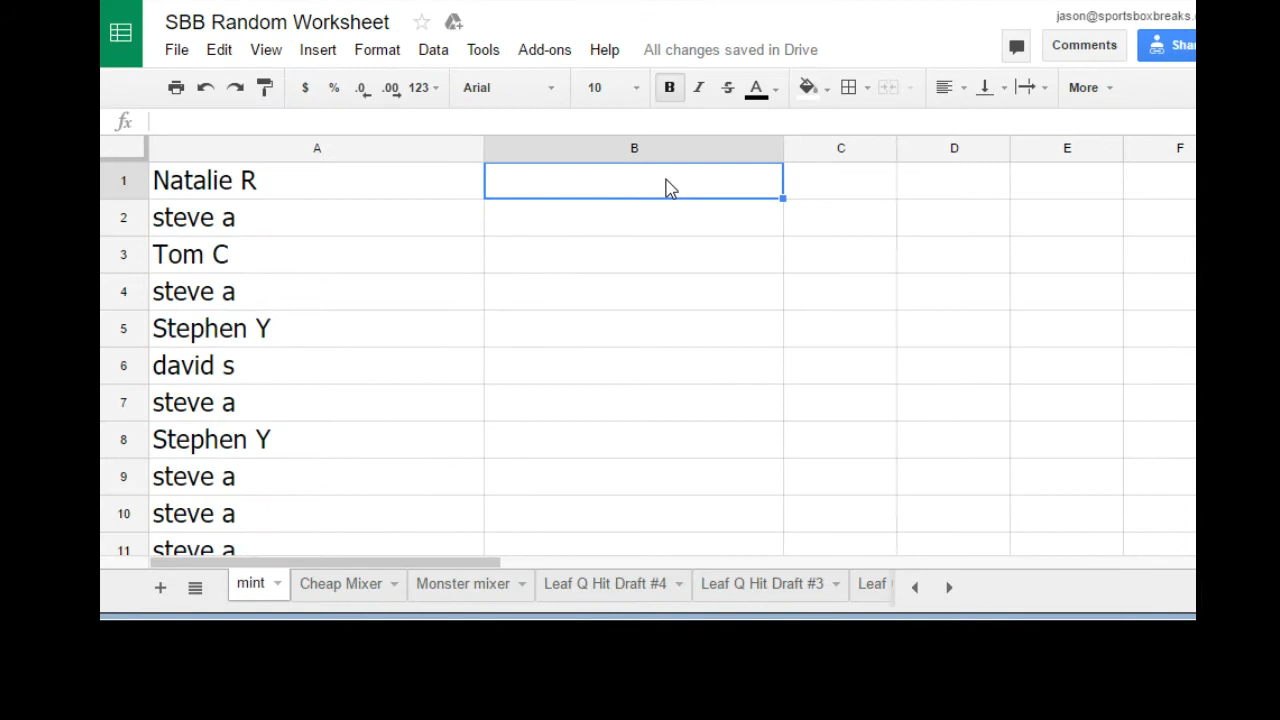 SBB Random Worksheet
jason@sportsboxbreaks.
File Edit View Insert Format Data Tools Add-ons Help All changes saved in Drive
Comments
Shar
$ % .0 .00 123 Arial 10 B I S A More
fx
A B C D E F
1 Natalie R
2 steve a
3 Tom C
4 steve a
5 Stephen Y
6 david s
7 steve a
8 Stephen Y
9 steve a
10 steve a
11 steve a
mint Cheap Mixer Monster mixer Leaf Q Hit Draft #4 Leaf Q Hit Draft #3 Leaf